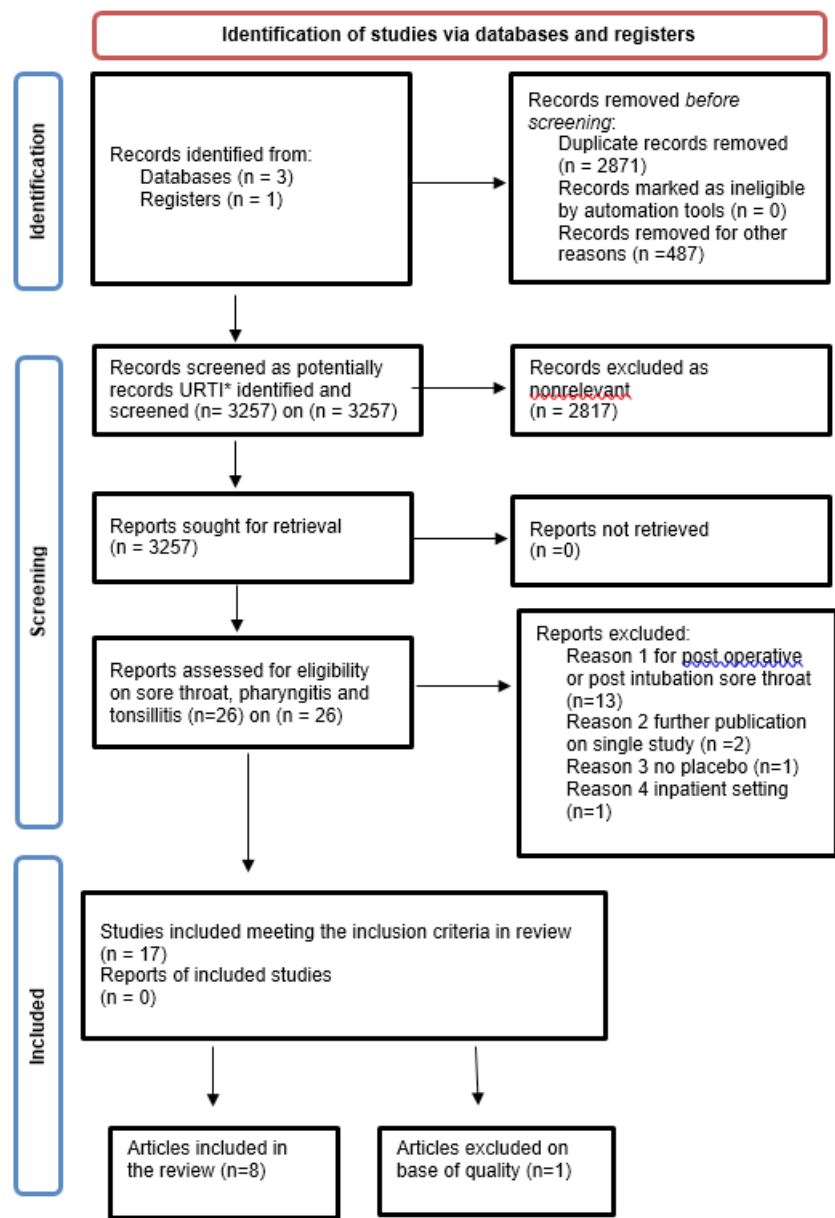 Identification of studies via databases and registers
Identification
Records identified from:
Databases (n = 3)
Registers (n = 1)
Records removed before
screening:
Duplicate records removed
(n = 2871)
Records marked as ineligible
by automation tools (n = 0)
Records removed for other
reasons (n =487)
Screening
Records screened as potentially
records URTI* identified and
screened (n= 3257) on (n = 3257)
Records excluded as
nonrelevant
(n = 2817)
Reports sought for retrieval
(n = 3257)
Reports not retrieved
(n =0)
Reports assessed for eligibility
on sore throat, pharyngitis and
tonsillitis (n=26) on (n = 26)
Reports excluded:
Reason 1 for post operative
or post intubation sore throat
(n=13)
Reason 2 further publication
on single study (n =2)
Reason 3 no placebo (n=1)
Reason 4 inpatient setting
(n=1)
Included
Studies included meeting the inclusion criteria in review
(n = 17)
Reports of included studies
(n = 0)
Articles included in
the review (n=8)
Articles excluded on
base of quality (n=1)